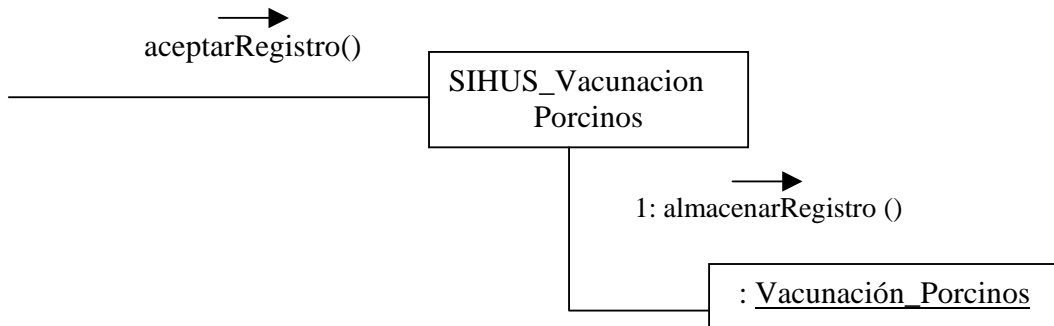 aceptarRegistro()
SIHUS_Vacunacion
Porcinos
1: almacenarRegistro ()
: Vacunación_Porcinos